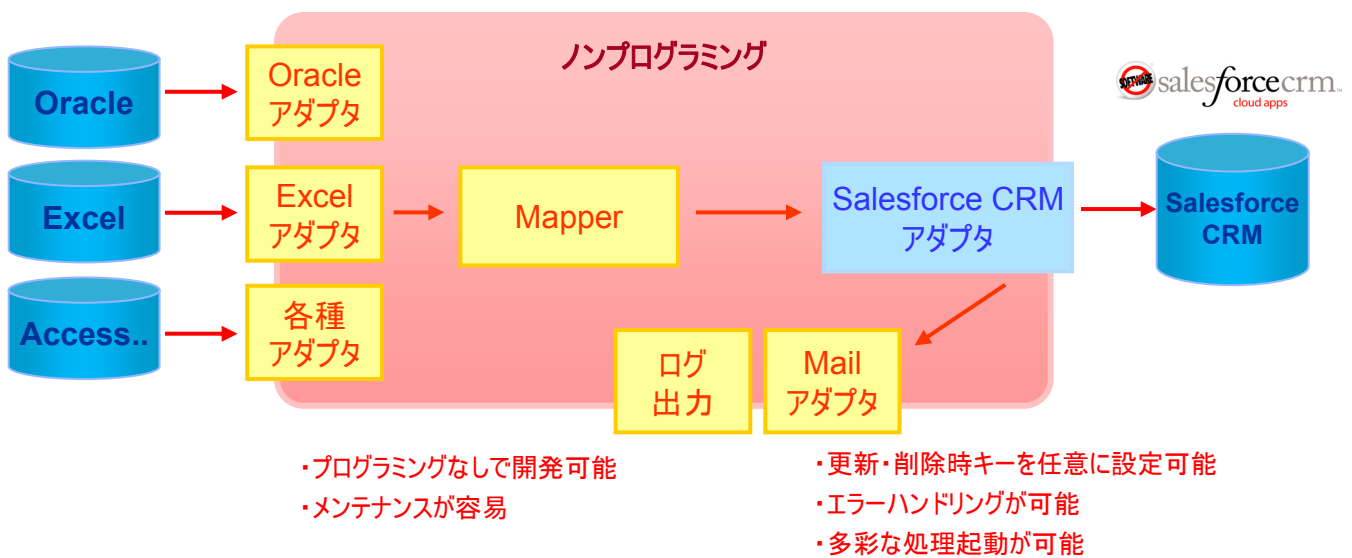 ノンプログラミング
Oracle
Oracle
アダプタ
SOFTWARE
salesforcecrm
cloud apps
Excel
Excel
アダプタ
Mapper
Salesforce CRM
アダプタ
Salesforce
CRM
Access..
各種
アダプタ
ログ
出力
Mail
アダプタ
・プログラミングなしで開発可能
・メンテナンスが容易
・更新・削除時キーを任意に設定可能
・エラーハンドリングが可能
・多彩な処理起動が可能